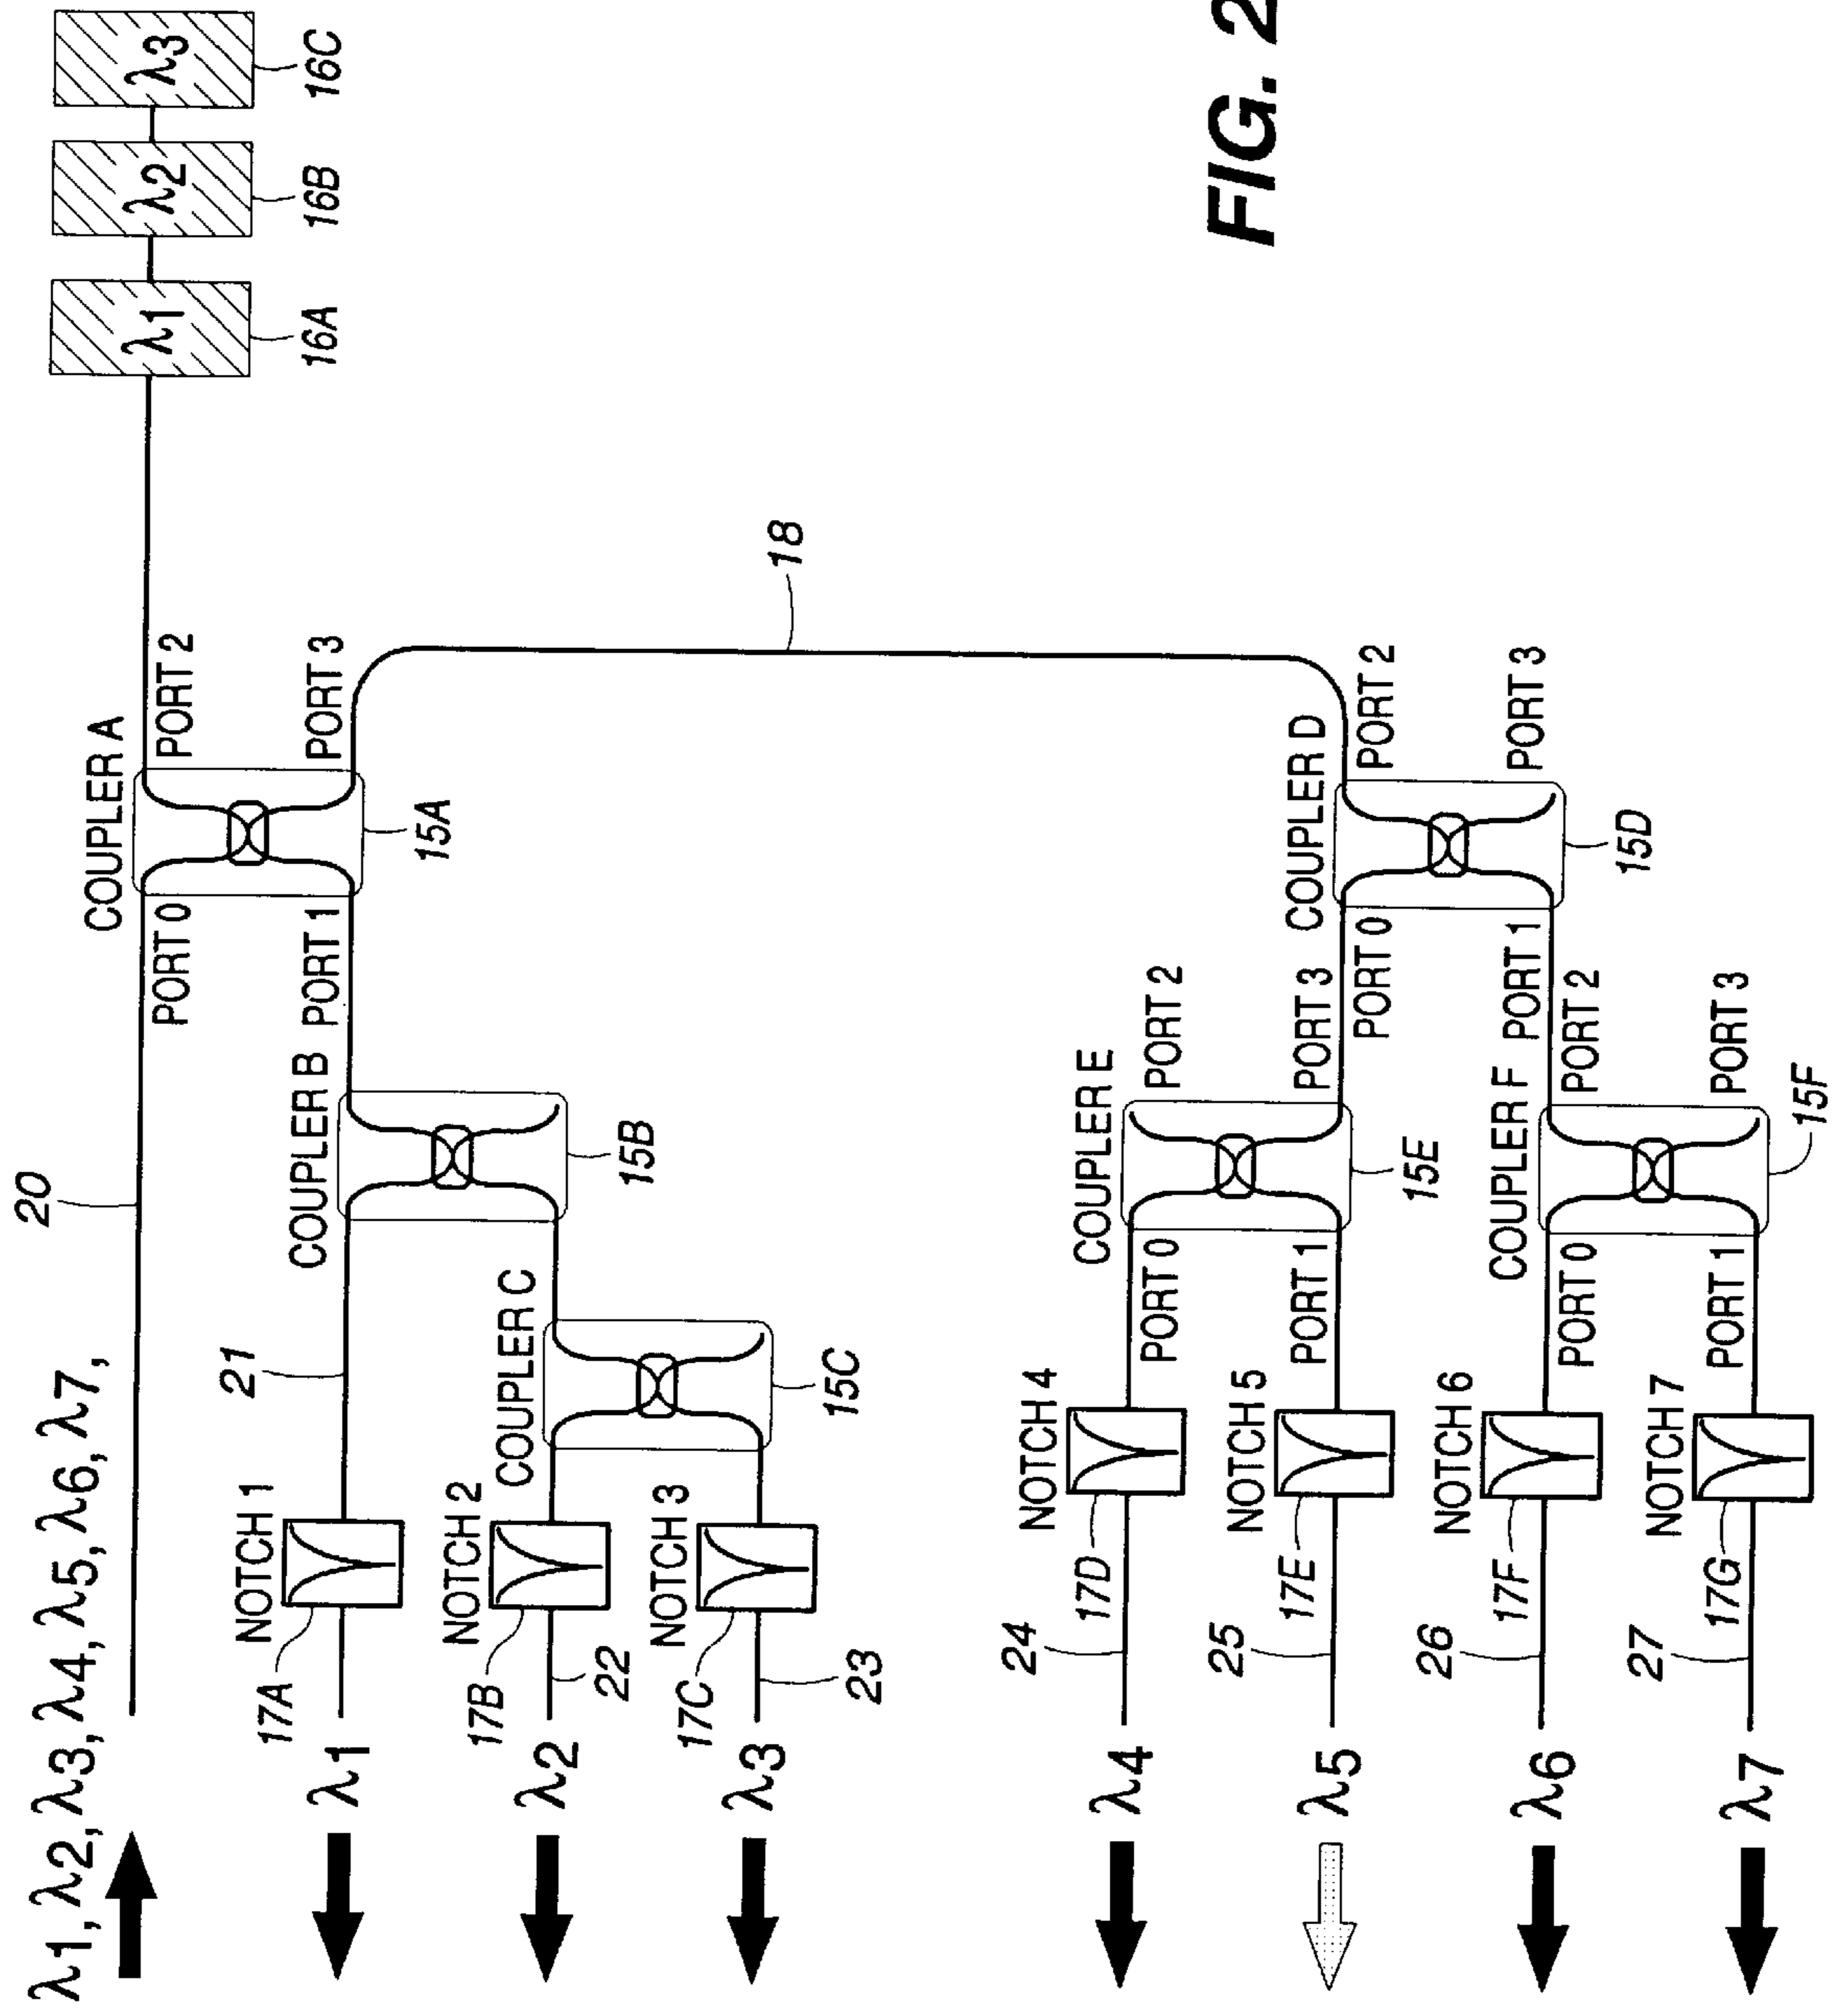 λ1, λ2, λ3, λ4, λ5, λ6, λ7,
20
COUPLER A
PORT 0
PORT 2
PORT 1
PORT 3
15A
λ1
λ2
λ3
16A
16B
16C
18
NOTCH 1
17A
21
λ1
COUPLER B
15B
NOTCH 2
17B
22
λ2
COUPLER C
15C
NOTCH 3
17C
23
λ3
NOTCH 4
17D
24
λ4
COUPLER E
PORT 0
PORT 2
PORT 1
PORT 3
15E
NOTCH 5
17E
25
λ5
COUPLER D
PORT 0
PORT 2
PORT 1
PORT 3
15D
NOTCH 6
17F
26
λ6
COUPLER F
PORT 0
PORT 2
PORT 1
PORT 3
15F
NOTCH 7
17G
27
λ7
FIG. 2